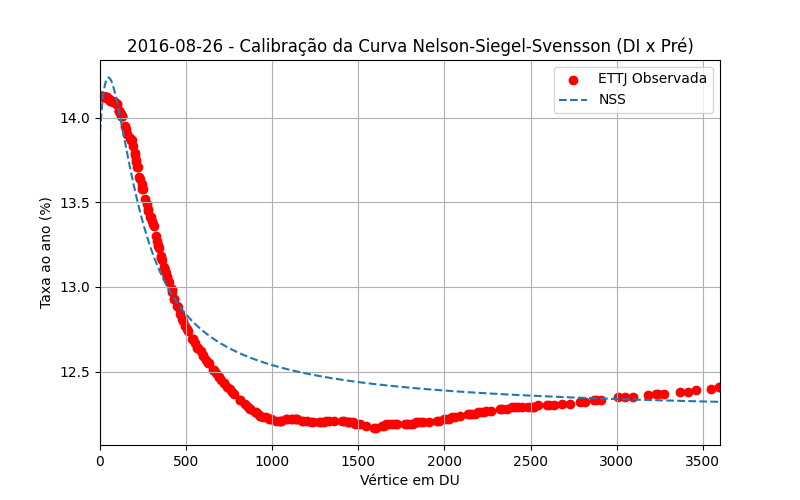 2016-08-26 - Calibração da Curva Nelson-Siegel-Svensson (DI x Pré)
ETTJ Observada
NSS
Taxa ao ano (%)
14.0
13.5
13.0
12.5
0 500 1000 1500 2000 2500 3000 3500
Vértice em DU